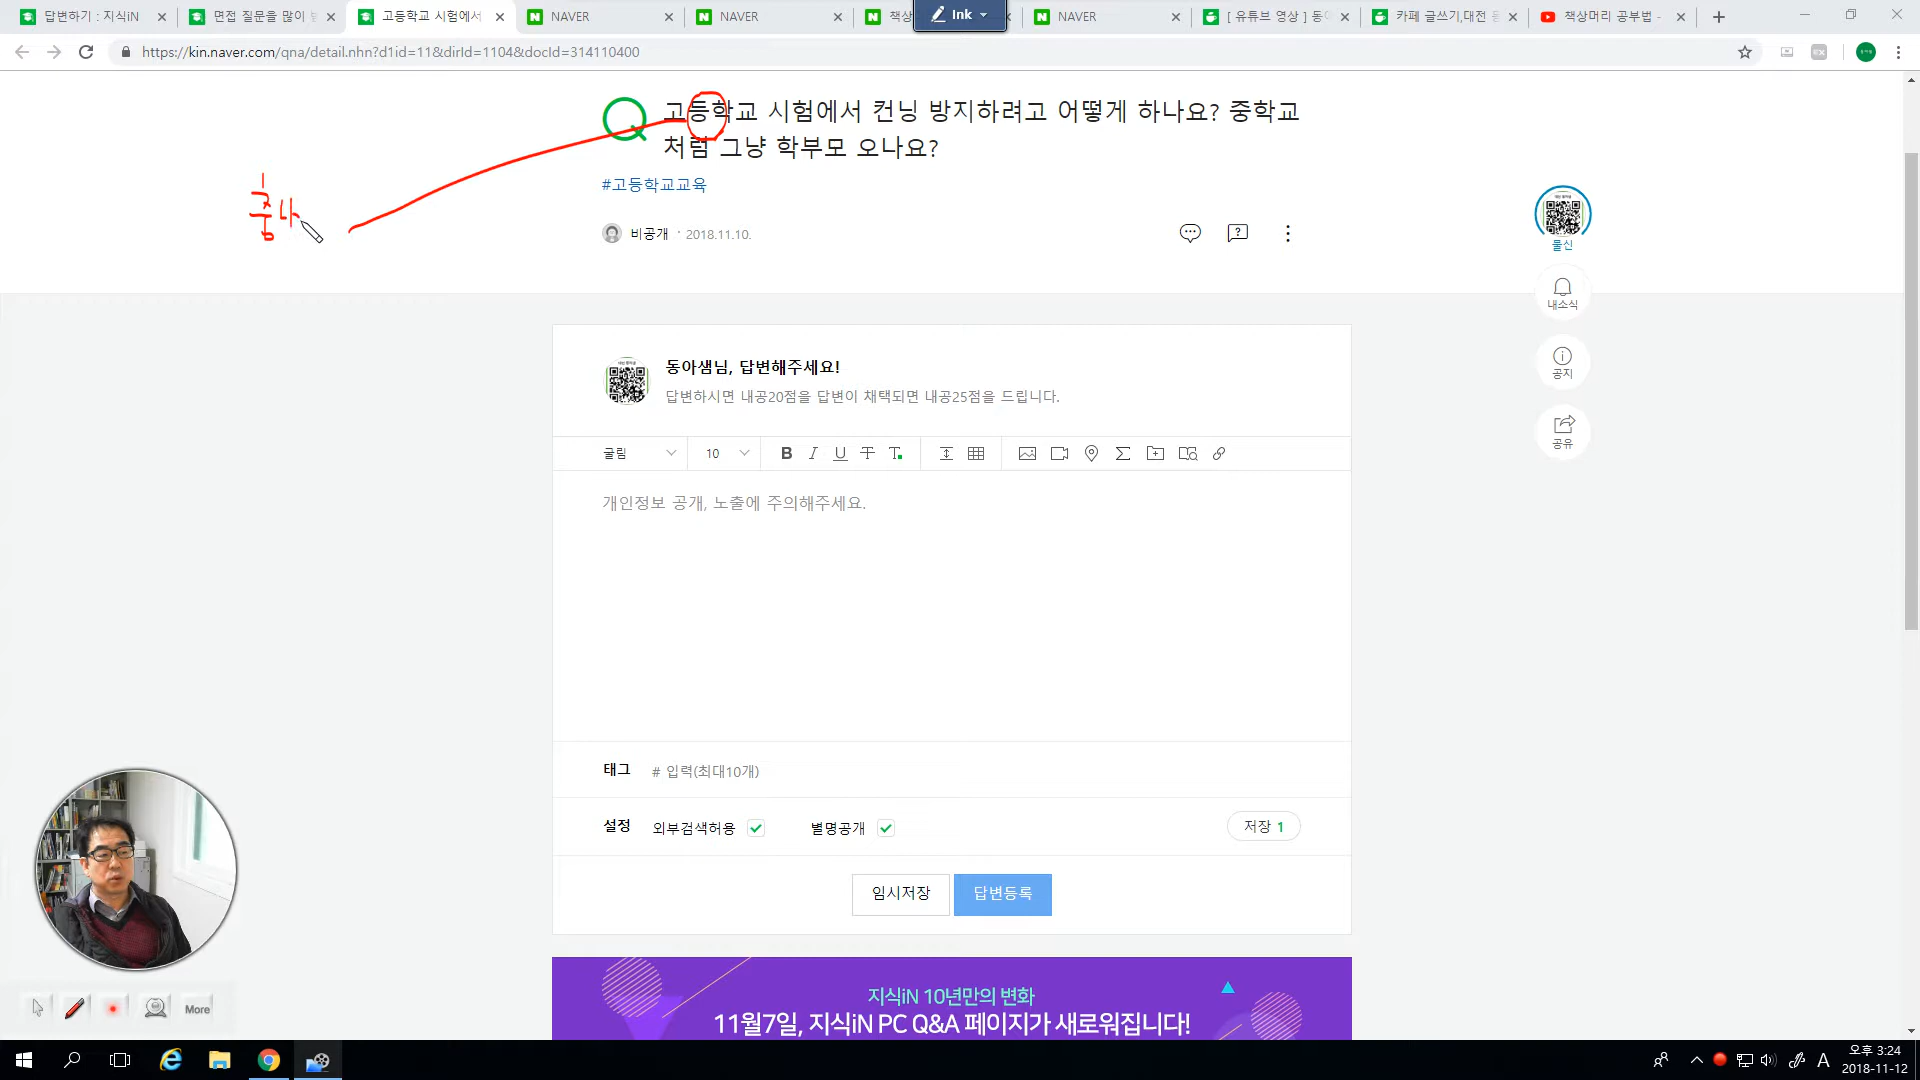 답변하기 : 지식iN
면접 질문을 많이
고등학교 시험에서
NAVER
NAVER
책상
Ink
NAVER
[ 유튜브 영상 ] 동
카페 글쓰기,대전
책상머리 공부법 -
https://kin.naver.com/qna/detail.nhn?d1id=11&dirId=1104&docId=314110400
고등학교 시험에서 컨닝 방지하려고 어떻게 하나요? 중학교
처럼 그냥 학부모 오나요?
#고등학교교육
비공개 · 2018.11.10.
물신
내소식
공지
공유
동아샘님, 답변해주세요!
답변하시면 내공20점을 답변이 채택되면 내공25점을 드립니다.
굴림 10 B I U T T
개인정보 공개, 노출에 주의해주세요.
태그 # 입력(최대10개)
설정 외부검색허용 별명공개 저장 1
임시저장 답변등록
지식iN 10년만의 변화
11월7일, 지식iN PC Q&A 페이지가 새로워집니다!
More
A
오후 3:24
2018-11-12